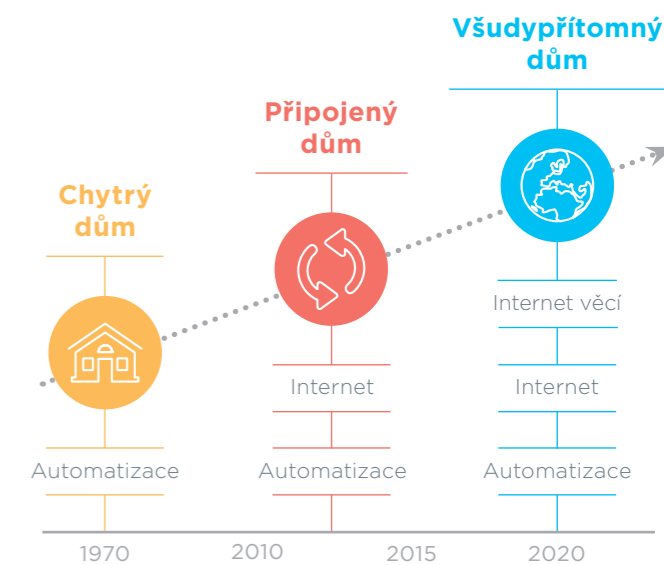 Všudypřítomný
dům
Připojený
dům
Chytrý
dům
Internet věcí
Internet
Internet
Automatizace
Automatizace
Automatizace
1970
2010
2015
2020